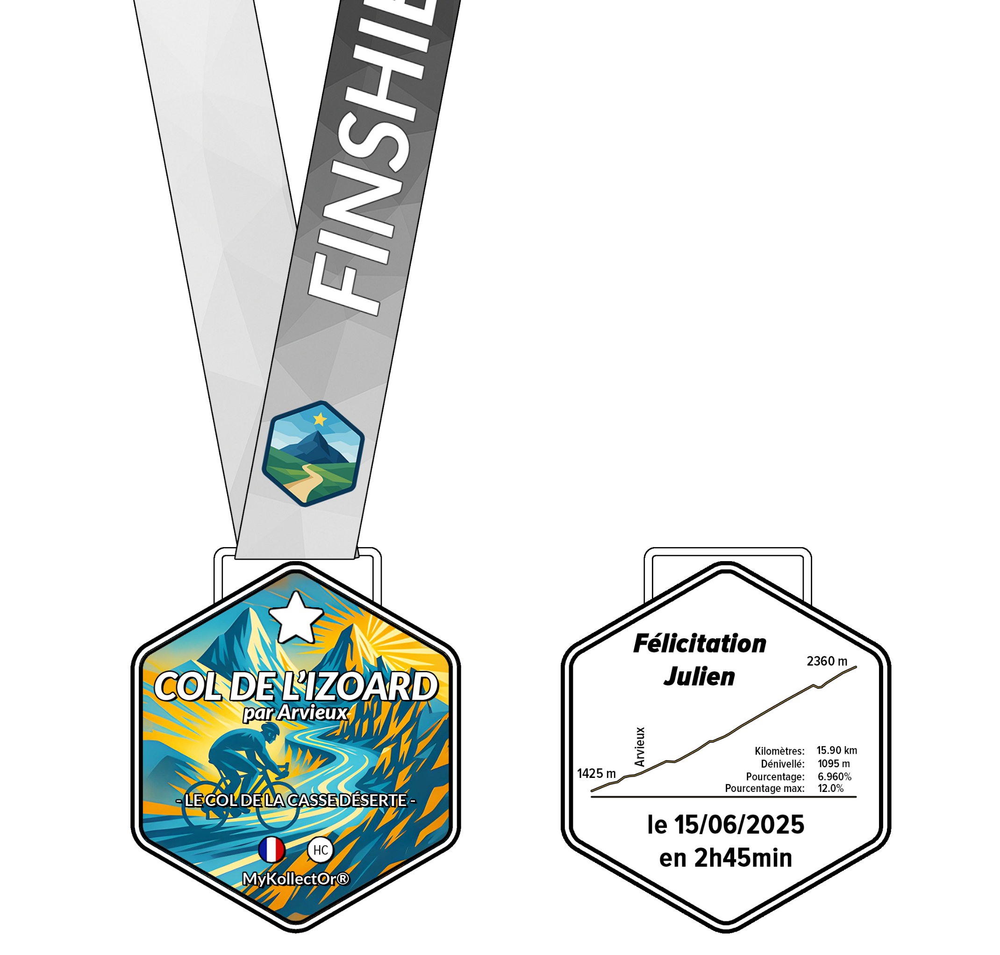 FINSHE
COL DE L'IZOARD
par Arvieux
- LE COL DE LA CASSE DÉSERTE -
HC
MyKollectOr®
Félicitation
Julien
2360 m
Arvieux
1425 m
Kilomètres: 15.90 km
Dénivellé: 1095 m
Pourcentage: 6.960%
Pourcentage max: 12.0%
le 15/06/2025
en 2h45min